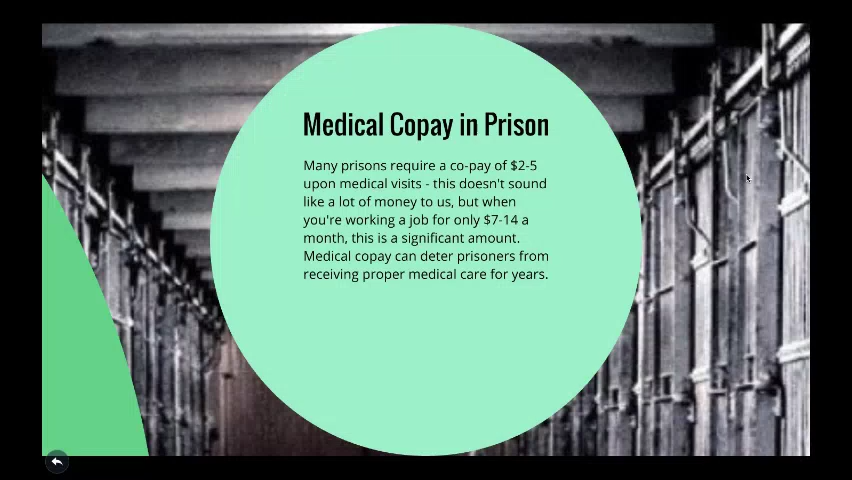 Medical Copay in Prison
Many prisons require a co-pay of $2-5
upon medical visits - this doesn't sound
like a lot of money to us, but when
you're working a job for only $7-14 a
month, this is a significant amount.
Medical copay can deter prisoners from
receiving proper medical care for years.